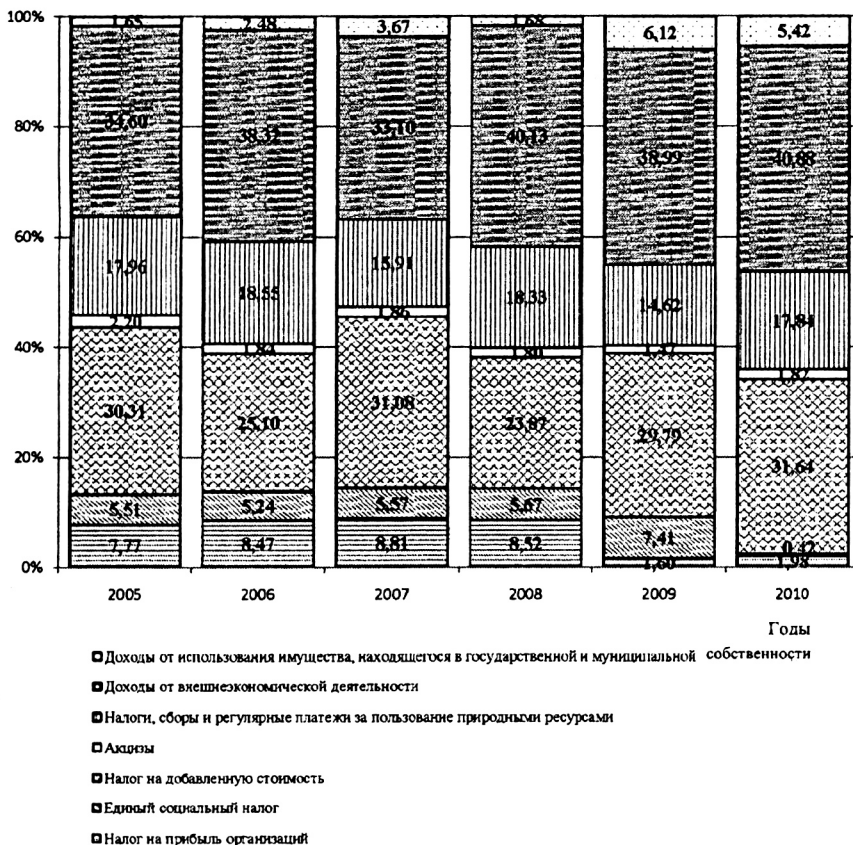 100%
1,65 2,48 3,67 1,68 6,12 5,42
34,60 38,32 33,10 40,13 38,99 40,88
80%
60%
17,96 18,55 15,91 18,33 14,62 17,84
2,20 1,86 1,80 1,47
40%
30,31 25,10 31,08 23,87 29,79 31,64
20%
5,51 5,24 5,57 5,67 7,41 0,42
7,77 8,47 8,81 8,52 1,60 1,98
0%
2005 2006 2007 2008 2009 2010
Годы
Доходы от использования имущества, находящегося в государственной и муниципальной собственности
Доходы от внешнеэкономической деятельности
Налоги, сборы и регулярные платежи за пользование природными ресурсами
Акцизы
Налог на добавленную стоимость
Единый социальный налог
Налог на прибыль организаций